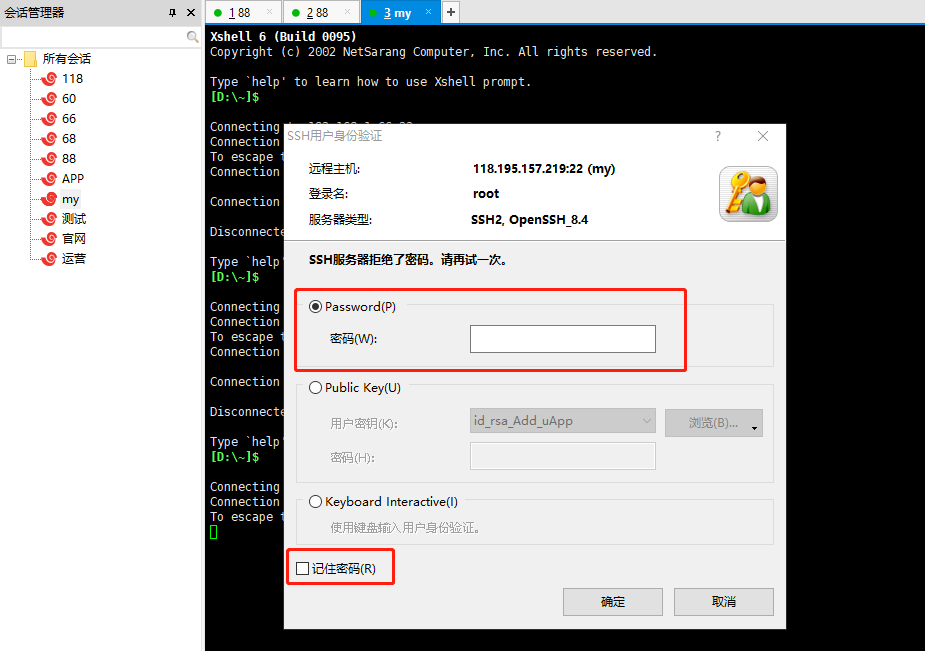 会话管理器
1 88
2 88
3 my
所有会话
118
60
66
68
88
APP
my
测试
官网
运营
Xshell 6 (Build 0095)
Copyright (c) 2002 NetSarang Computer, Inc. All rights reserved.
Type `help' to learn how to use Xshell prompt.
[D:\~]$
Connecting
Connection
To escape
Connection
Connection
Disconnecte
Type `help'
[D:\~]$
Connecting
Connection
To escape
Connection
Connection
Disconnecte
Type `help'
[D:\~]$
Connecting
Connection
To escape
SSH用户身份验证
远程主机: 118.195.157.219:22 (my)
登录名: root
服务器类型: SSH2, OpenSSH_8.4
SSH服务器拒绝了密码。请再试一次。
Password(P)
密码(W):
Public Key(U)
用户密钥(K): id_rsa_Add_uApp 浏览(B)...
密码(H):
Keyboard Interactive(I)
使用键盘输入用户身份验证。
记住密码(R)
确定 取消